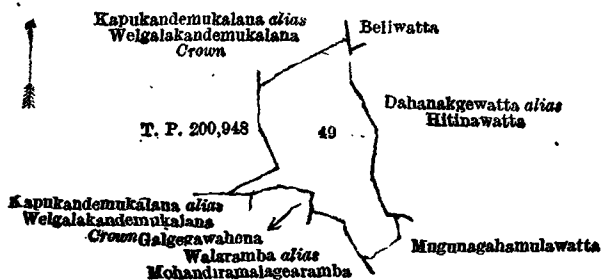 Kapukandemukalana alias
Welgalakandemukalana
Crown
Beliwatta
Dahanakgewatta alias
Hitinawatta
T. P. 200,948
49
Kapukandemukalana alias
Welgalakandemukalana
Crown
Galgegawahena
Walaramba alias
Mohandiramalagearamba
Mugunagahamulawatta